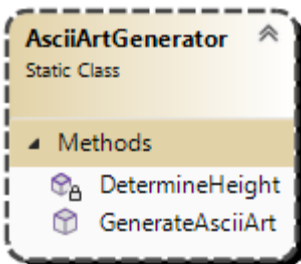 AsciiArtGenerator
Static Class
Methods
DetermineHeight
GenerateAsciiArt